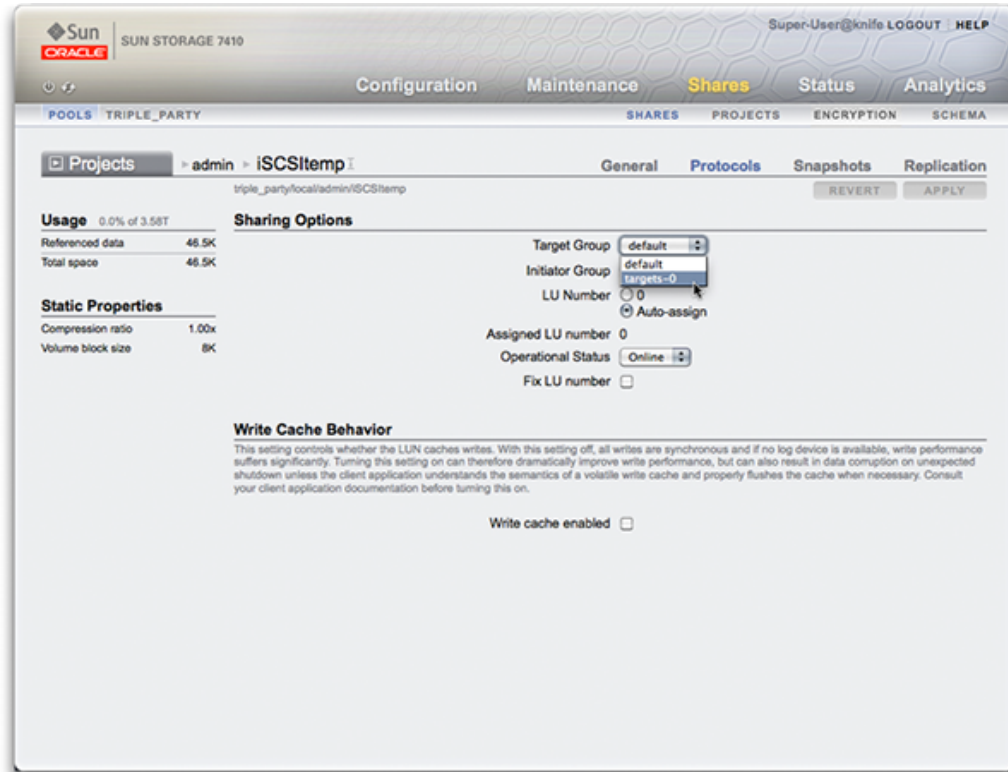 Sun
ORACLE
SUN STORAGE 7410
Super-User@knife LOGOUT HELP
Configuration Maintenance Shares Status Analytics
POOLS TRIPLE_PARTY SHARES PROJECTS ENCRYPTION SCHEMA
Projects admin iSCSItemp General Protocols Snapshots Replication
triple_party/local/admin/iSCSItemp REVERT APPLY
Usage 0.0% of 3.58T
Referenced data 46.5K
Total space 46.5K
Static Properties
Compression ratio 1.00x
Volume block size 8K
Sharing Options
Target Group default
default
targets-0
Initiator Group
LU Number 0
Auto-assign
Assigned LU number 0
Operational Status Online
Fix LU number
Write Cache Behavior
This setting controls whether the LUN caches writes. With this setting off, all writes are synchronous and if no log device is available, write performance
suffers significantly. Turning this setting on can therefore dramatically improve write performance, but can also result in data corruption on unexpected
shutdown unless the client application understands the semantics of a volatile write cache and properly flushes the cache when necessary. Consult
your client application documentation before turning this on.
Write cache enabled